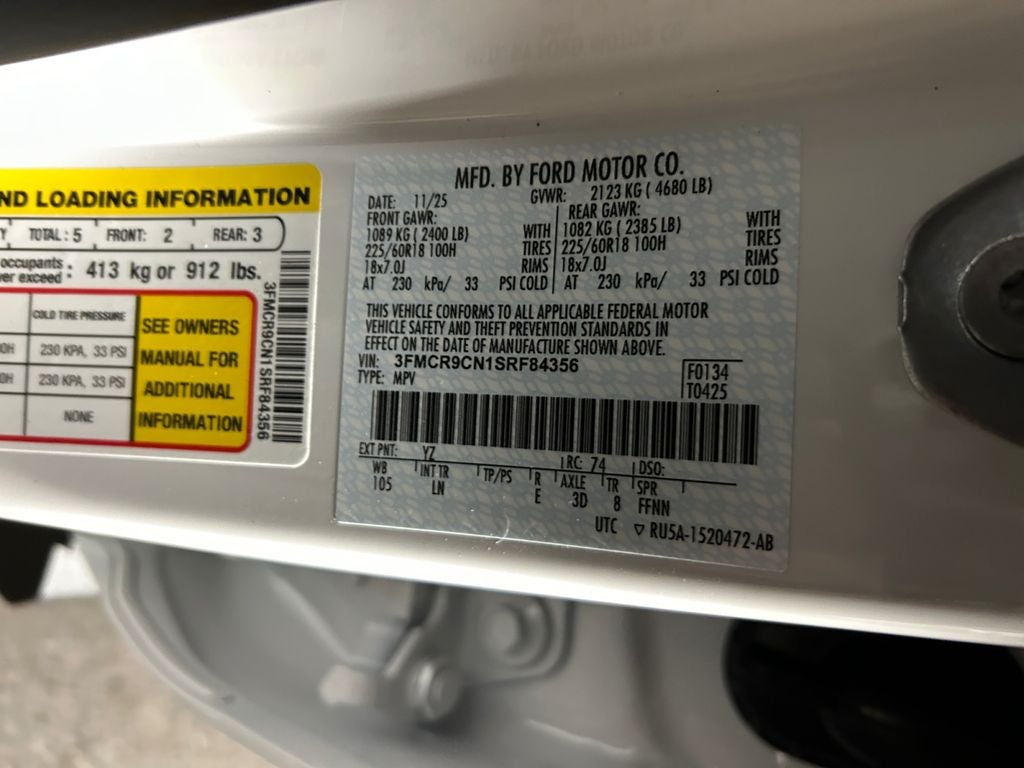 ND LOADING INFORMATION
Y TOTAL : 5 FRONT: 2 REAR: 3
occupants
ver exceed : 413 kg or 912 lbs.
COLD TIRE PRESSURE
0H 230 KPA, 33 PSI
0H 230 KPA, 33 PSI
NONE
SEE OWNERS
MANUAL FOR
ADDITIONAL
INFORMATION
3FMCR9CN1SRF84356
MFD. BY FORD MOTOR CO.
DATE: 11/25 GVWR: 2123 KG ( 4680 LB)
FRONT GAWR: REAR GAWR:
1089 KG ( 2400 LB) WITH 1082 KG ( 2385 LB) WITH
225/60R18 100H TIRES 225/60R18 100H TIRES
18x7.0J RIMS 18x7.0J RIMS
AT 230 kPa/ 33 PSI COLD AT 230 kPa/ 33 PSI COLD
THIS VEHICLE CONFORMS TO ALL APPLICABLE FEDERAL MOTOR
VEHICLE SAFETY AND THEFT PREVENTION STANDARDS IN
EFFECT ON THE DATE OF MANUFACTURE SHOWN ABOVE.
VIN: 3FMCR9CN1SRF84356
TYPE: MPV
F0134
T0425
EXT PNT: YZ RC: 74 DSO:
WB INT TR TP/PS R AXLE TR SPR
105 LN E 3D 8 FFNN
UTC ▽ RU5A-1520472-AB